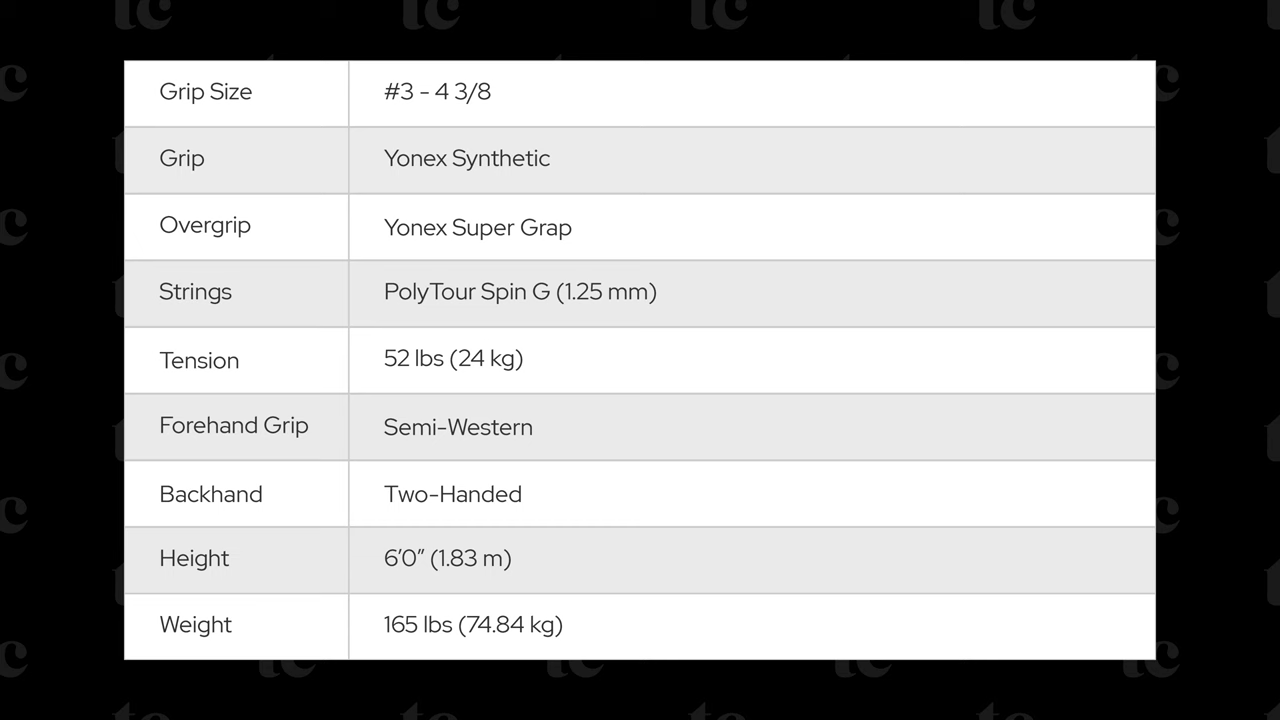 Grip Size #3 - 4 3/8
Grip Yonex Synthetic
Overgrip Yonex Super Grap
Strings PolyTour Spin G (1.25 mm)
Tension 52 lbs (24 kg)
Forehand Grip Semi-Western
Backhand Two-Handed
Height 6’0” (1.83 m)
Weight 165 lbs (74.84 kg)